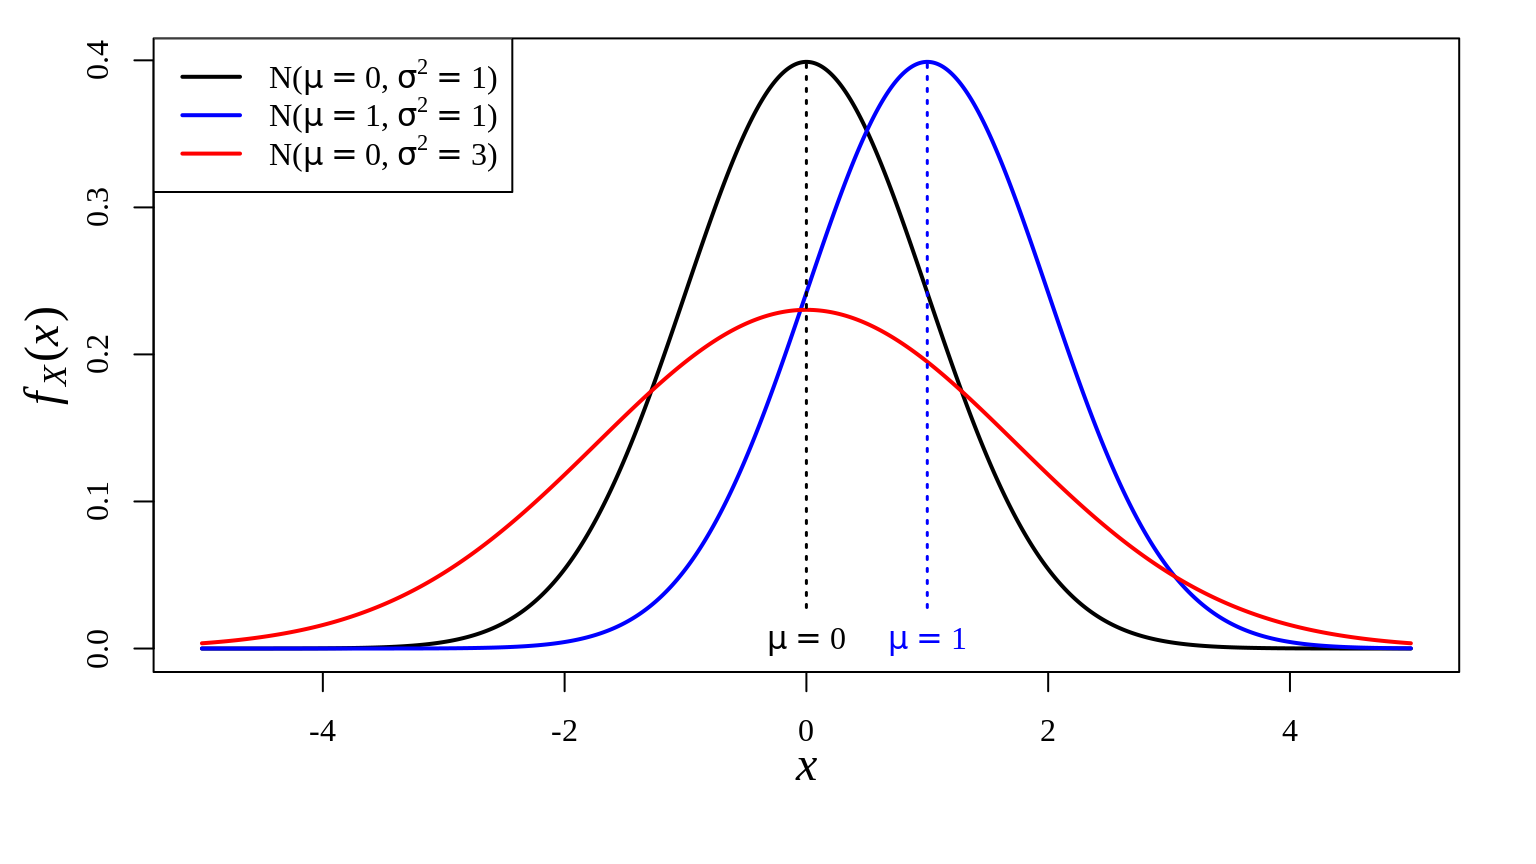 N(μ = 0, σ² = 1)
N(μ = 1, σ² = 1)
N(μ = 0, σ² = 3)
f_X(x)
0.4
0.3
0.2
0.1
0.0
μ = 0
μ = 1
-4 -2 0 2 4
x